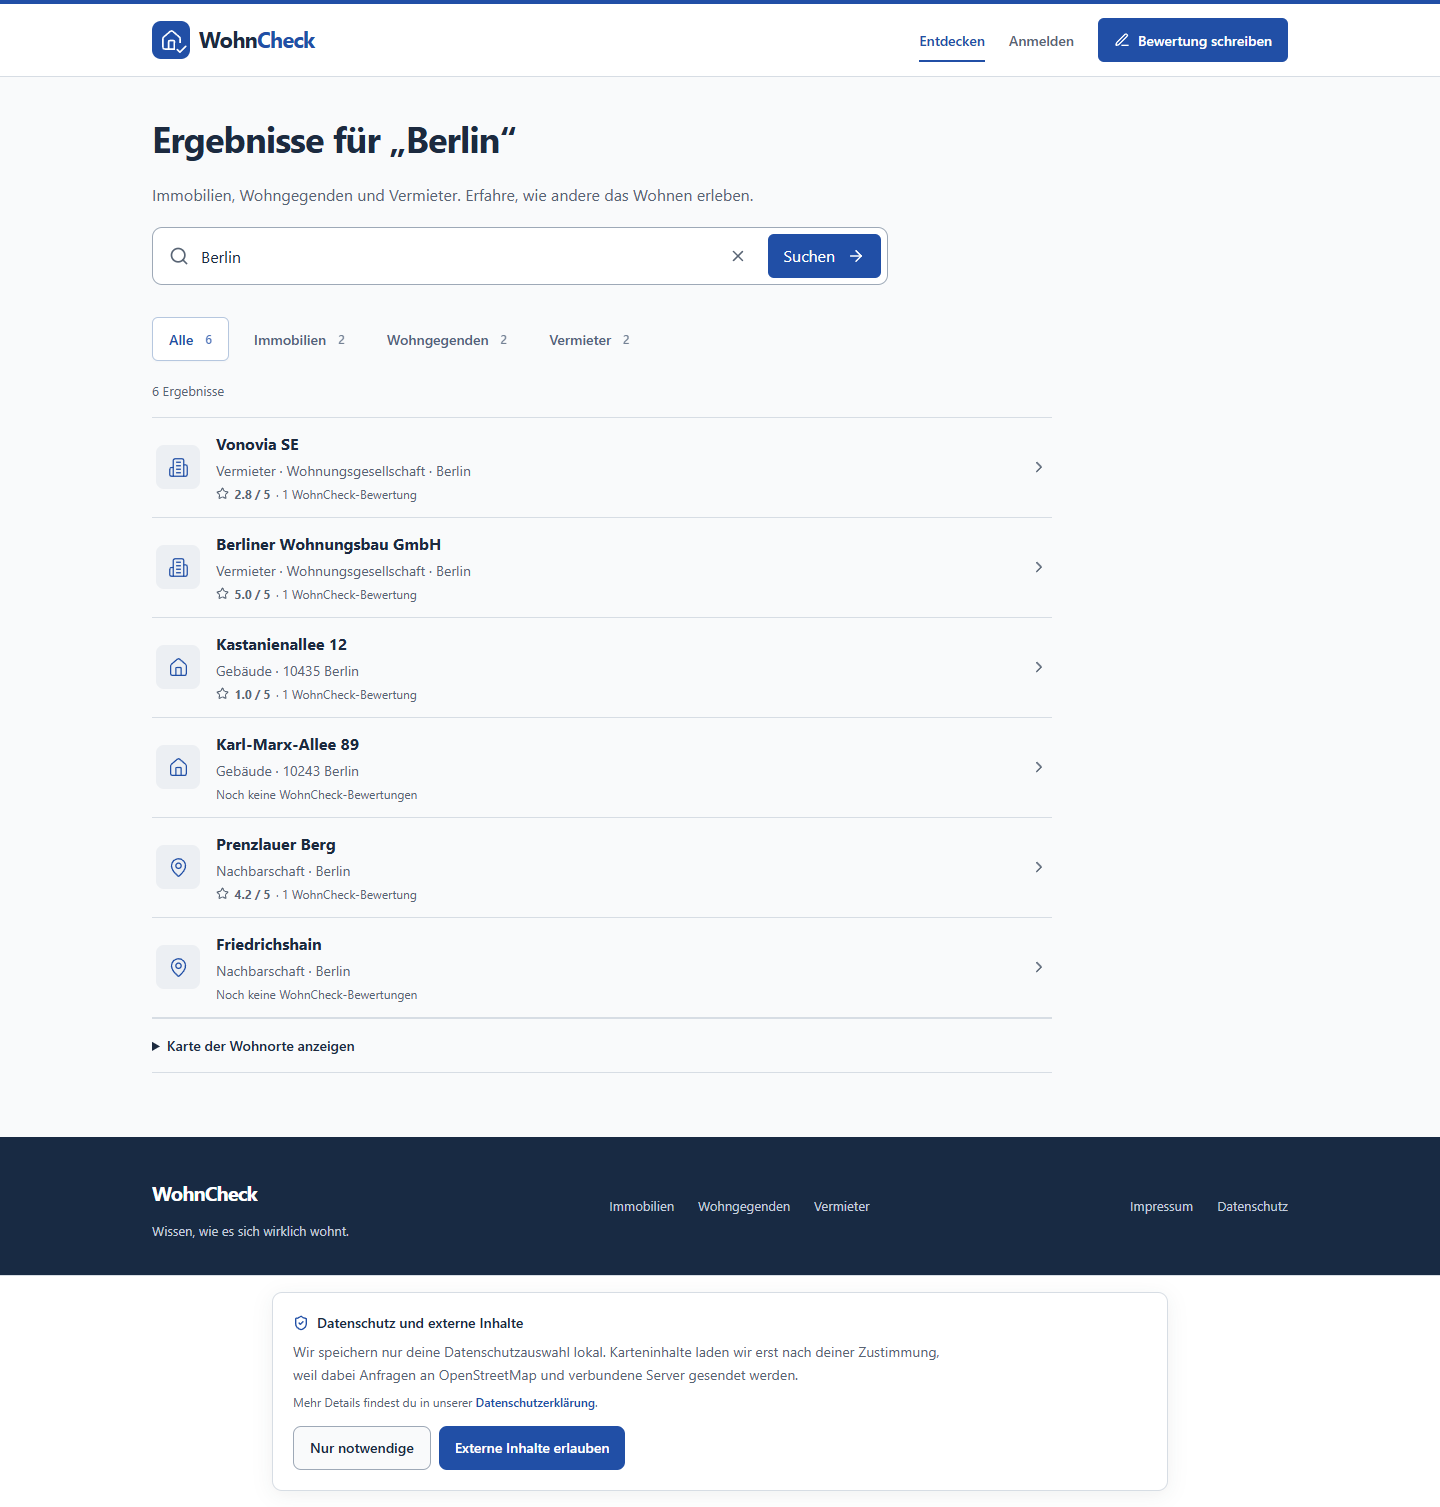 WohnCheck
Entdecken
Anmelden
Bewertung schreiben
Ergebnisse für „Berlin“
Immobilien, Wohngegenden und Vermieter. Erfahre, wie andere das Wohnen erleben.
Berlin
Suchen
Alle 6
Immobilien 2
Wohngegenden 2
Vermieter 2
6 Ergebnisse
Vonovia SE
Vermieter · Wohnungsgesellschaft · Berlin
2.8 / 5 · 1 WohnCheck-Bewertung
Berliner Wohnungsbau GmbH
Vermieter · Wohnungsgesellschaft · Berlin
5.0 / 5 · 1 WohnCheck-Bewertung
Kastanienallee 12
Gebäude · 10435 Berlin
1.0 / 5 · 1 WohnCheck-Bewertung
Karl-Marx-Allee 89
Gebäude · 10243 Berlin
Noch keine WohnCheck-Bewertungen
Prenzlauer Berg
Nachbarschaft · Berlin
4.2 / 5 · 1 WohnCheck-Bewertung
Friedrichshain
Nachbarschaft · Berlin
Noch keine WohnCheck-Bewertungen
Karte der Wohnorte anzeigen
WohnCheck
Wissen, wie es sich wirklich wohnt.
Immobilien
Wohngegenden
Vermieter
Impressum
Datenschutz
Datenschutz und externe Inhalte
Wir speichern nur deine Datenschutzauswahl lokal. Karteninhalte laden wir erst nach deiner Zustimmung,
weil dabei Anfragen an OpenStreetMap und verbundene Server gesendet werden.
Mehr Details findest du in unserer Datenschutzerklärung.
Nur notwendige
Externe Inhalte erlauben